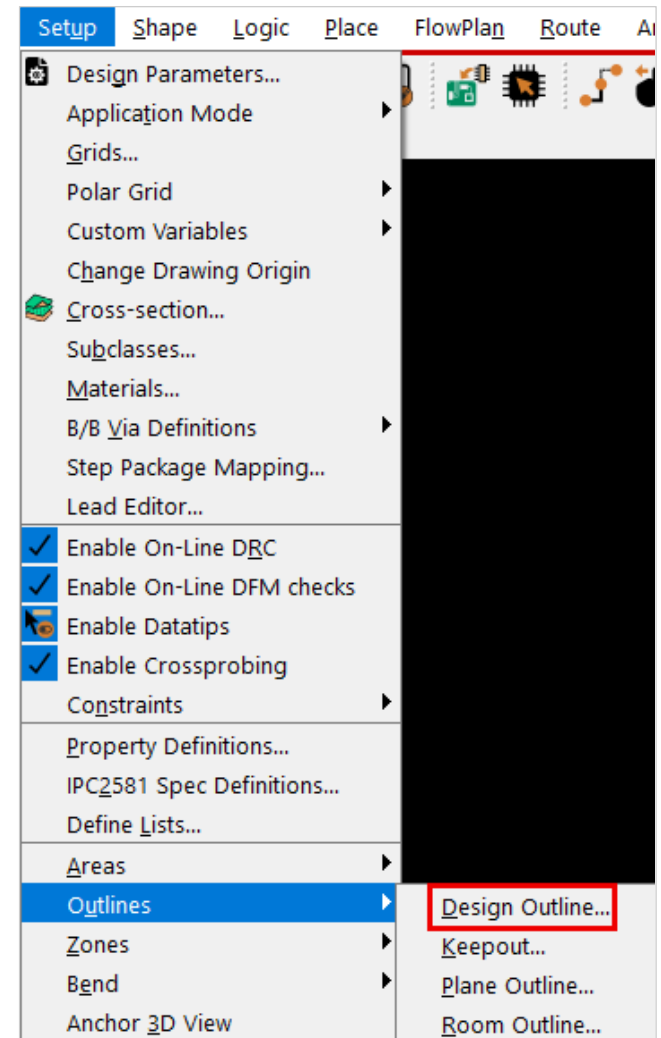 Setup Shape Logic Place FlowPlan Route
Design Parameters...
Application Mode
Grids...
Polar Grid
Custom Variables
Change Drawing Origin
Cross-section...
Subclasses...
Materials...
B/B Via Definitions
Step Package Mapping...
Lead Editor...
Enable On-Line DRC
Enable On-Line DFM checks
Enable Datatips
Enable Crossprobing
Constraints
Property Definitions...
IPC2581 Spec Definitions...
Define Lists...
Areas
Outlines
Zones
Bend
Anchor 3D View
Design Outline...
Keepout...
Plane Outline...
Room Outline...